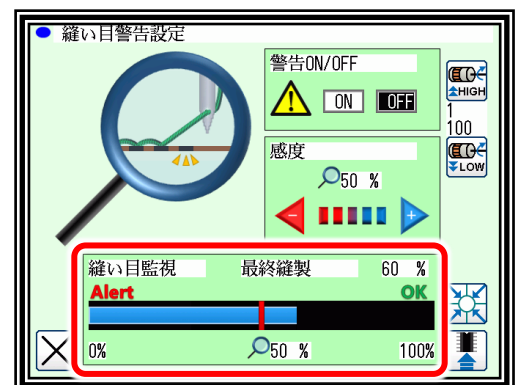 縫い目警告設定
警告ON/OFF
ON OFF
HIGH
1
100
LOW
感度
50 %
縫い目監視 最終縫製 60 %
Alert OK
0% 50 % 100%